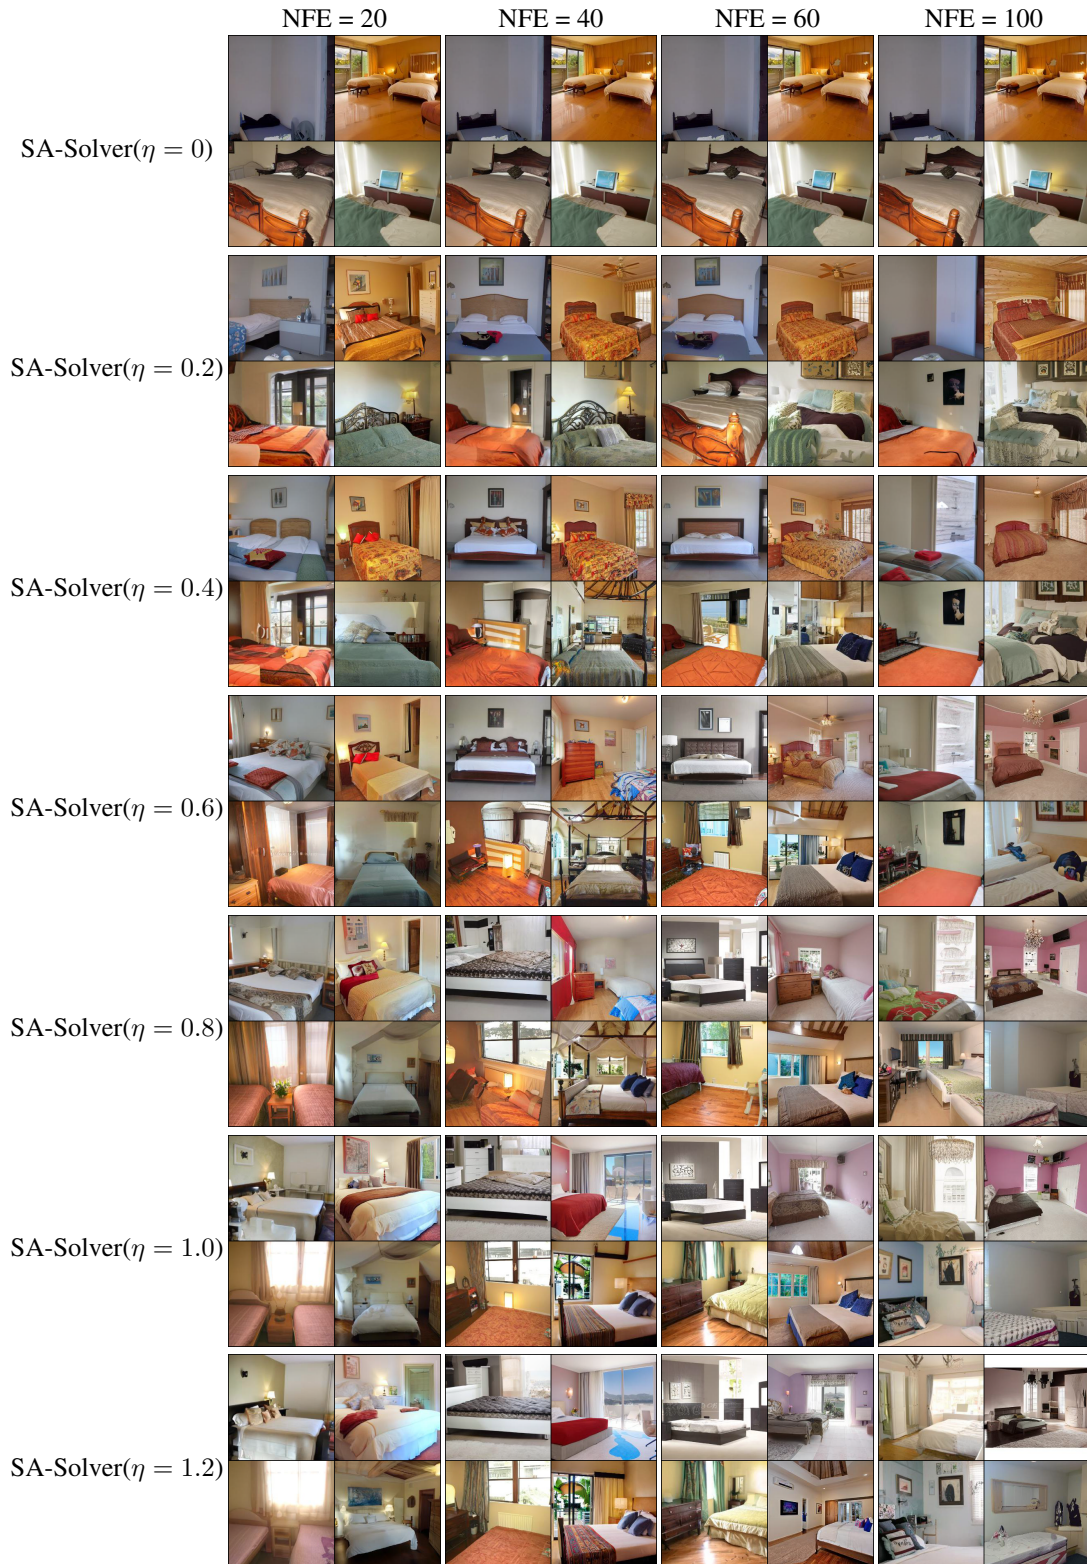 NFE = 20 NFE = 40 NFE = 60 NFE = 100
SA-Solver(η = 0)
SA-Solver(η = 0.2)
SA-Solver(η = 0.4)
SA-Solver(η = 0.6)
SA-Solver(η = 0.8)
SA-Solver(η = 1.0)
SA-Solver(η = 1.2)